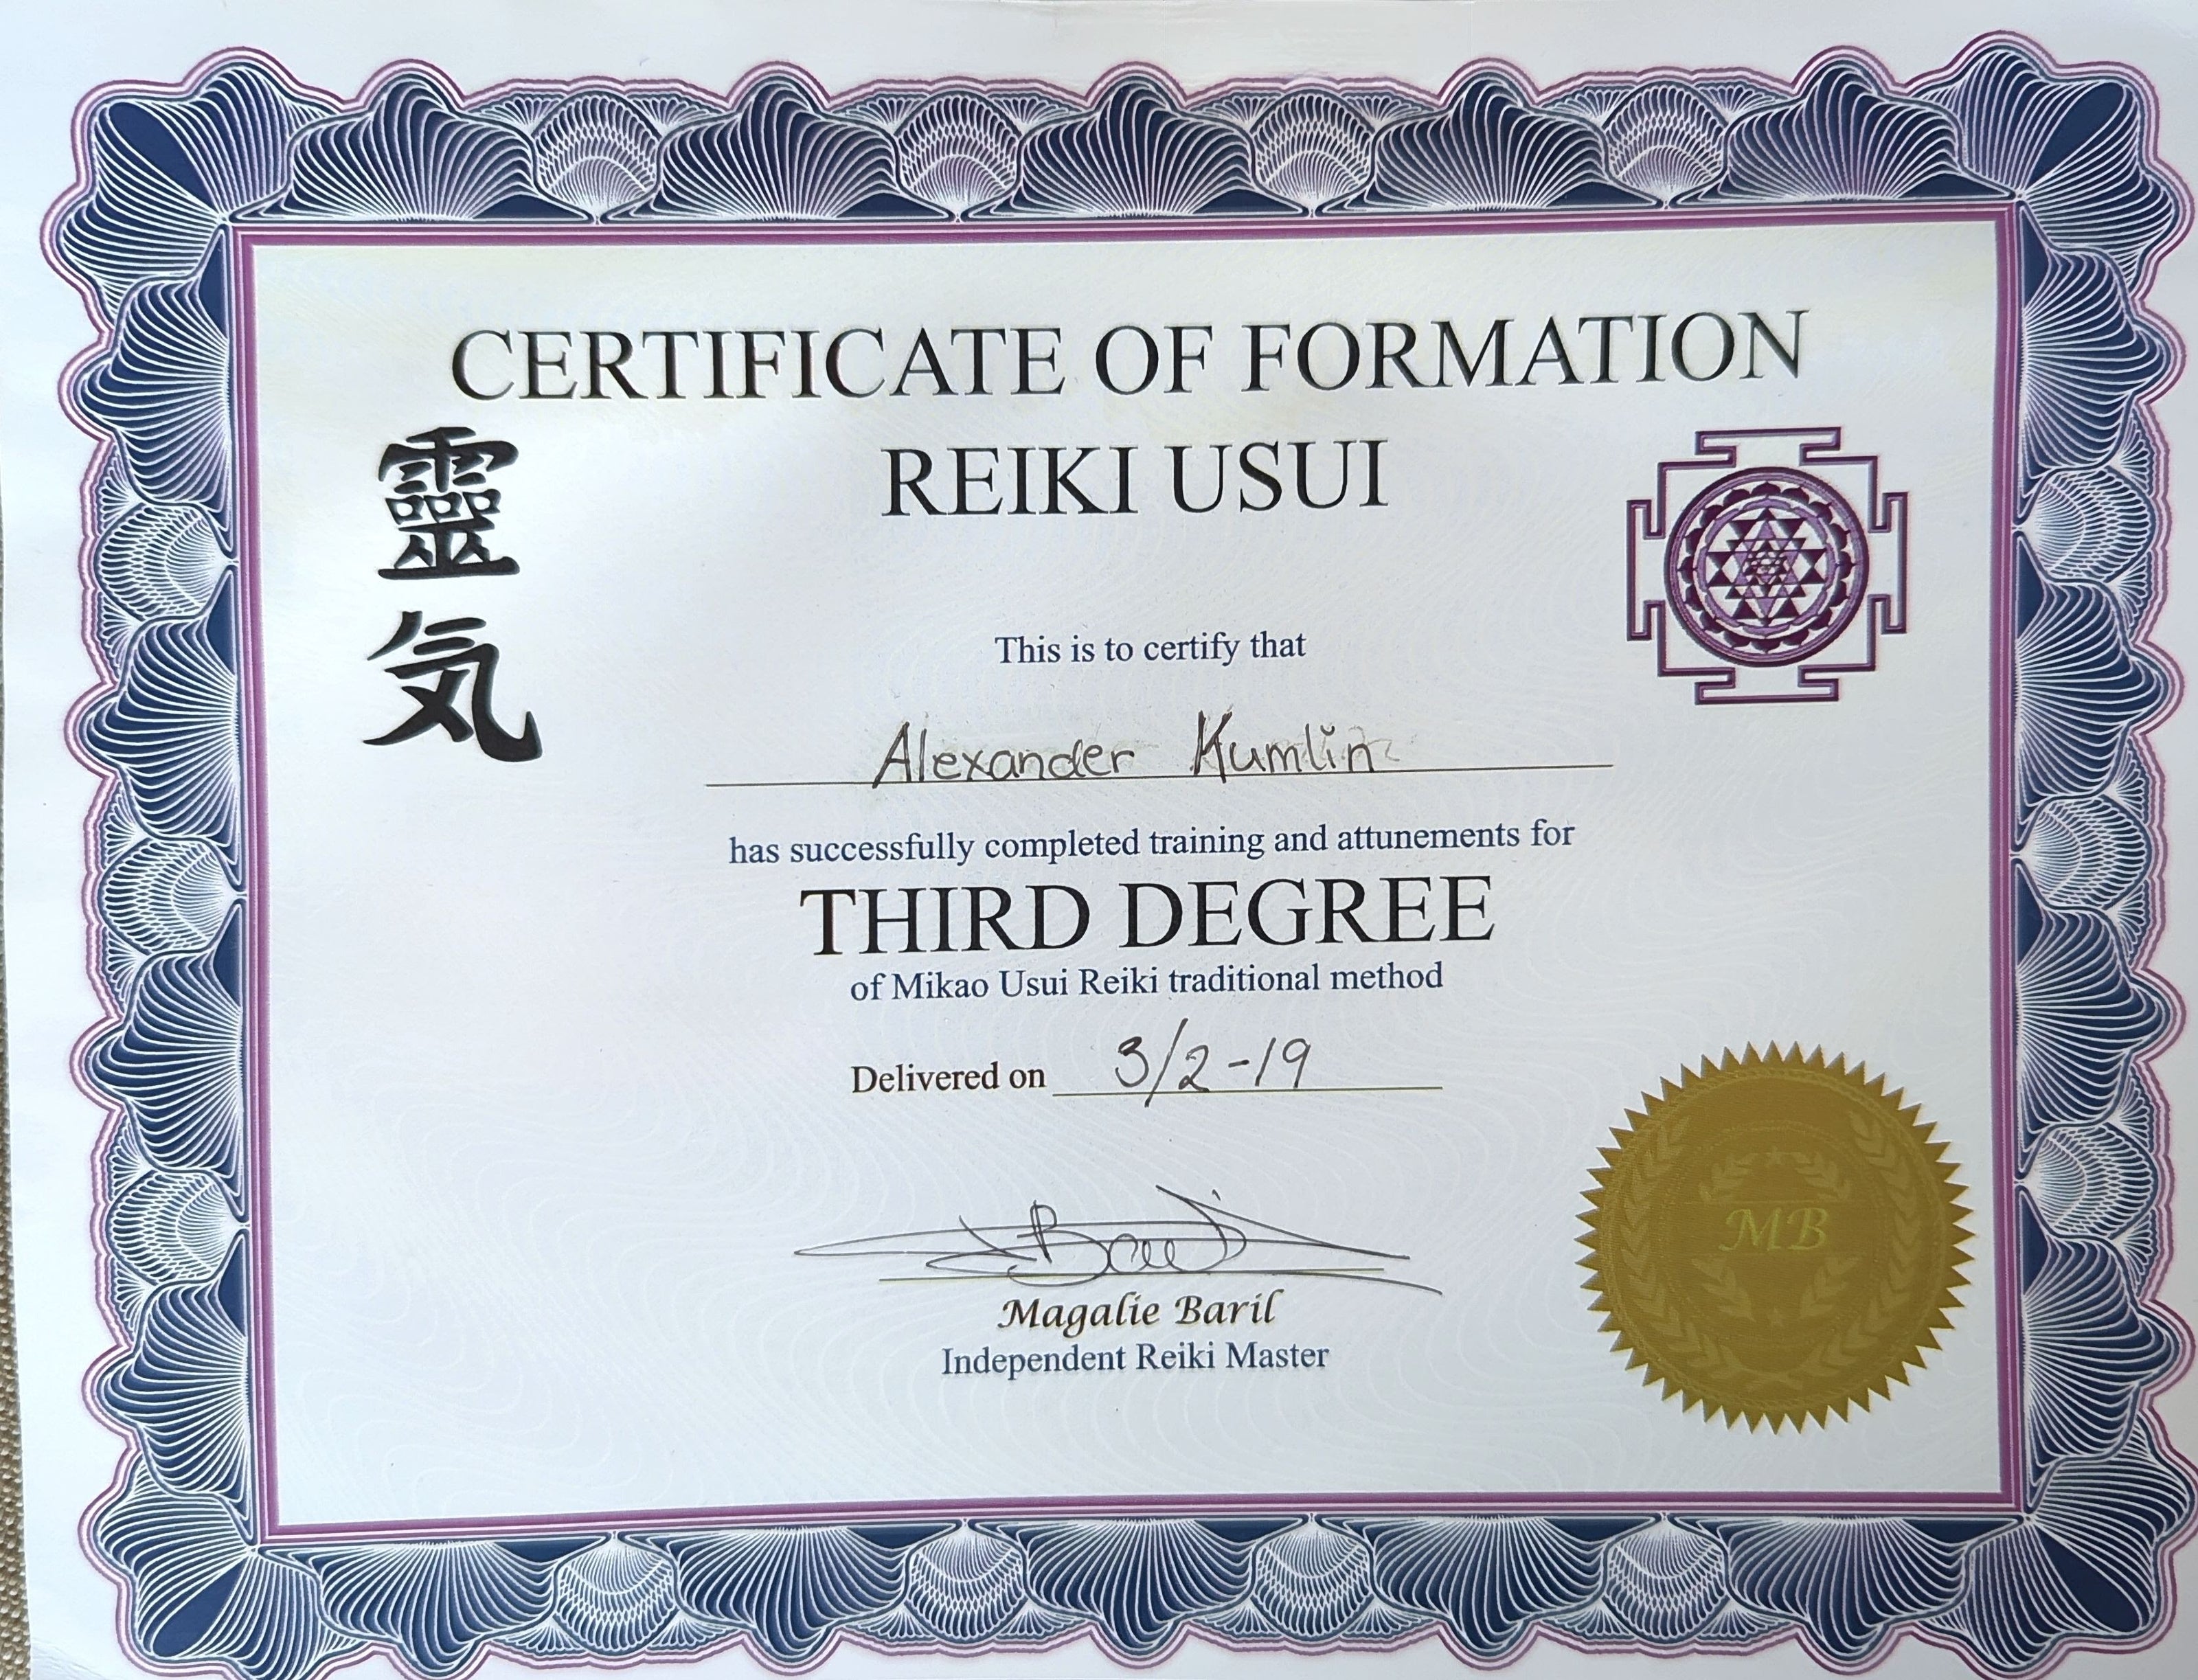 CERTIFICATE OF FORMATION
REIKI USUI
靈
気
This is to certify that
Alexander Kumlin
has successfully completed training and attunements for
THIRD DEGREE
of Mikao Usui Reiki traditional method
Delivered on 3/2-19
Magalie Baril
Independent Reiki Master
MB